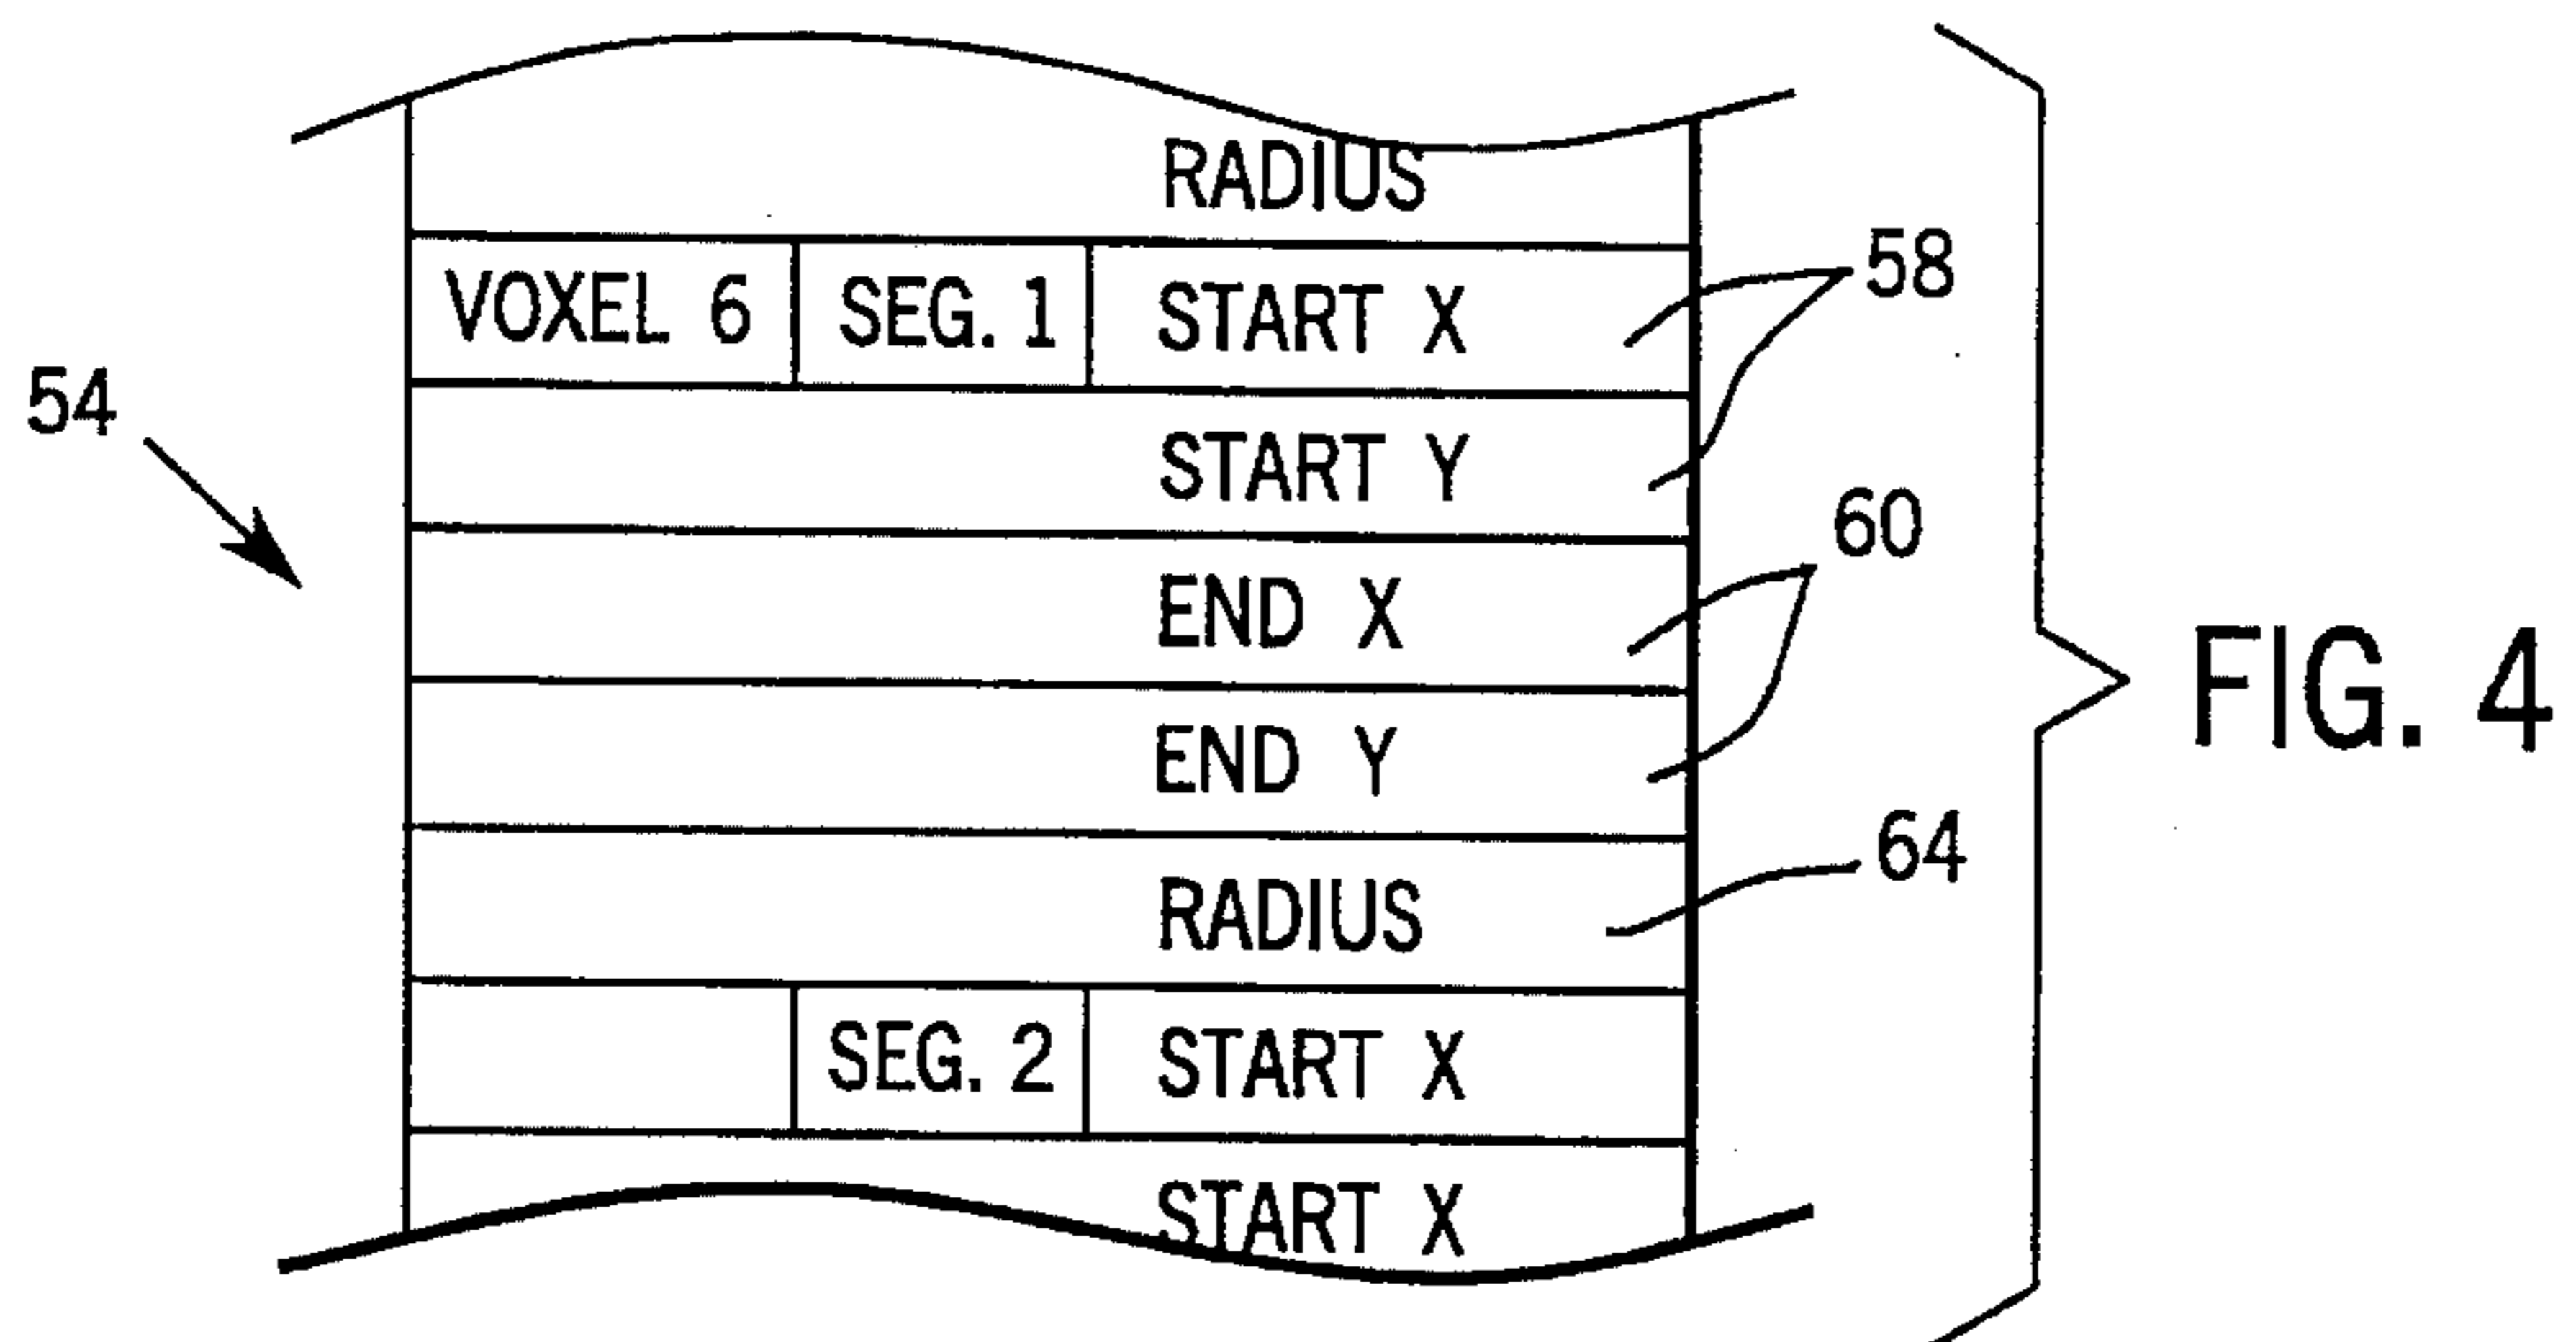 RADIUS
VOXEL 6 SEG. 1 START X 58
54
START Y
60
END X
FIG. 4
END Y
64
RADIUS
SEG. 2 START X
START X